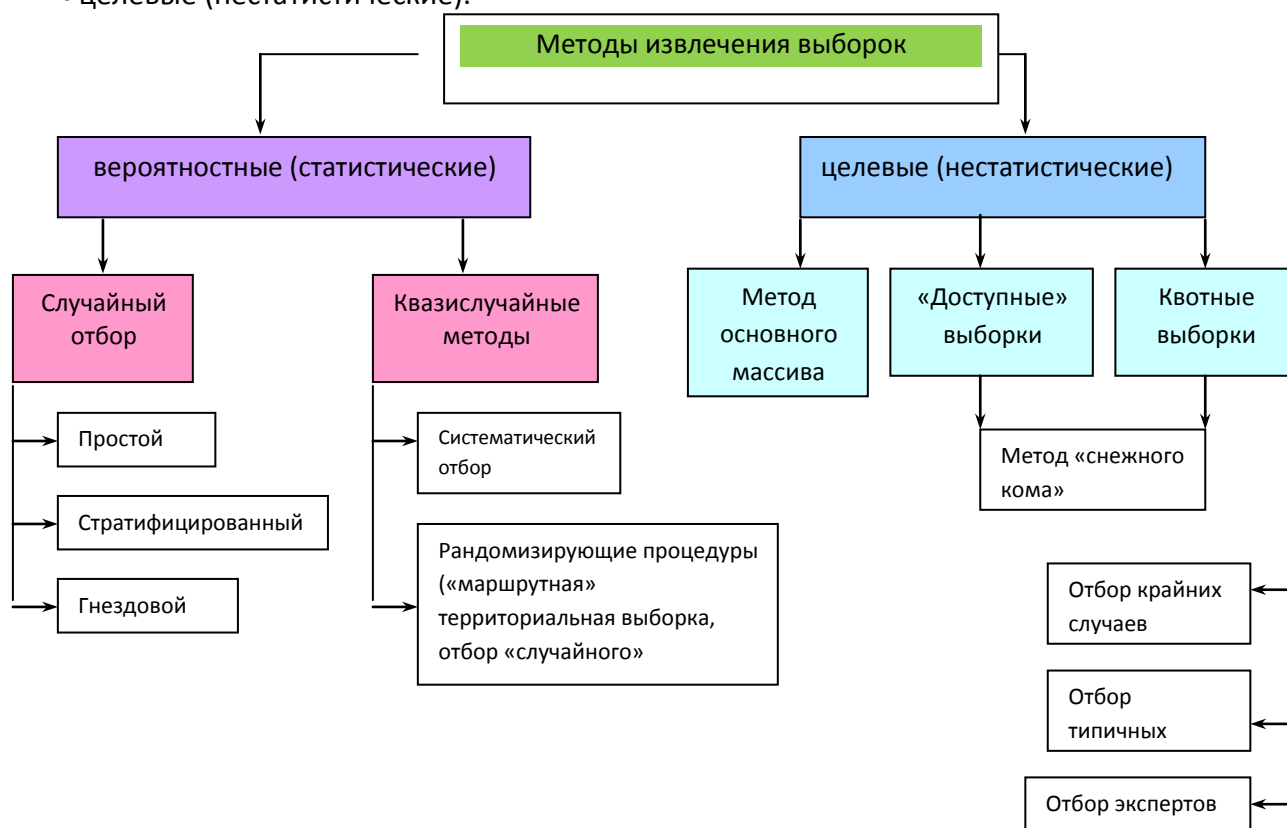 • целевые (нестатистические).
Методы извлечения выборок
вероятностные (статистические)
целевые (нестатистические)
Случайный
отбор
Квазислучайные
методы
Метод
основного
массива
«Доступные»
выборки
Квотные
выборки
Простой
Стратифицированный
Гнездовой
Систематический
отбор
Рандомизирующие процедуры
(«маршрутная»
территориальная выборка,
отбор «случайного»
Метод «снежного
кома»
Отбор крайних
случаев
Отбор
типичных
Отбор экспертов